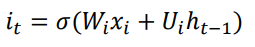 iₜ = σ(Wᵢxᵢ + Uᵢhₜ₋₁)